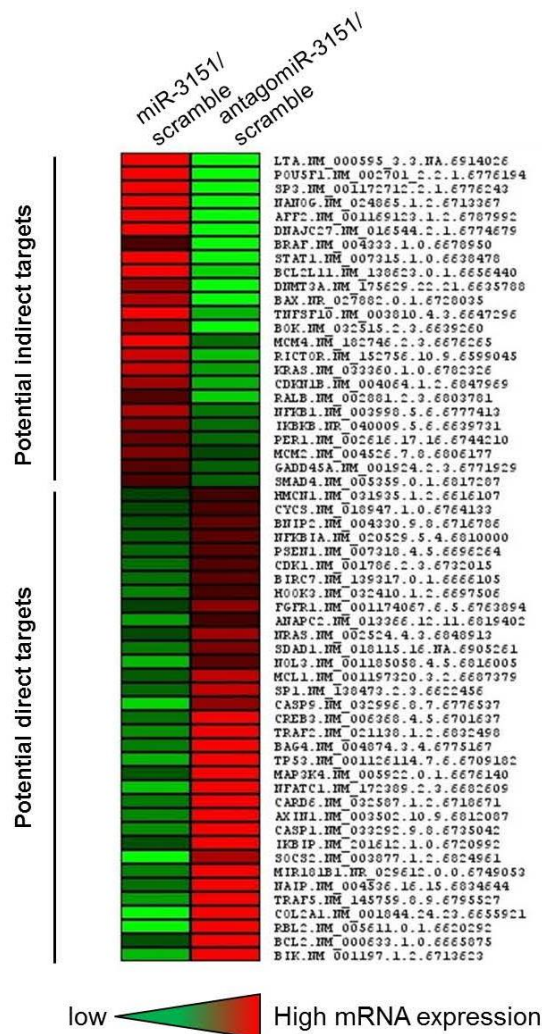 miR-3151/
scramble
antagomiR-3151/
scramble
Potential indirect targets
LTA.NM_000595_3.3.NA.6914026
POU5F1.NM_002701_2.2.1.6776194
SP3.NM_001172712_2.1.6776243
NANOG.NM_024865.1.2.6713367
AFF2.NM_001169123.1.2.6787992
DNAJC27.NM_016544.2.1.6774679
BRAF.NM_004333.1.0.6678950
STAT1.NM_007315.1.0.6638478
BCL2L11.NM_138623.0.1.6656440
DNMT3A.NM_175629.22.21.6635788
BAX.NR_027882.0.1.6728035
TNFSF10.NM_003810.4.3.6647296
BOK.NM_032515.2.3.6639260
MCM4.NM_182746.2.3.6676265
RICTOR.NM_152756.10.9.6599045
KRAS.NM_033360.1.0.6782326
CDKN1B.NM_004064.1.2.6847969
RALB.NM_002881.2.3.6803781
NFKB1.NM_003998.5.6.6777413
IKBKB.NR_040009.5.6.6639731
PER1.NM_002616.17.16.6744210
MCM2.NM_004526.7.8.6806177
GADD45A.NM_001924.2.3.6771929
SMAD4.NM_005359.0.1.6817287
Potential direct targets
HMCN1.NM_031935.1.2.6616107
CYCS.NM_018947.1.0.6764133
BNIP2.NM_004330.9.8.6716786
NFKBIA.NM_020529.5.4.6810000
PSEN1.NM_007318.4.5.6696264
CDK1.NM_001786.2.3.6732015
BIRC7.NM_139317.0.1.6666105
HOOK3.NM_032410.1.2.6697506
FGFR1.NM_001174067.6.5.6763894
ANAPC2.NM_013366.12.11.6819402
NRAS.NM_002524.4.3.6848913
SDAD1.NM_018115.16.NA.6905261
NOL3.NM_001185058.4.5.6816005
MCL1.NM_001197320.3.2.6687379
SP1.NM_138473.2.3.6622456
CASP9.NM_032996.8.7.6776537
CREB3.NM_006368.4.5.6701637
TRAF2.NM_021138.1.2.6832498
BAG4.NM_004874.3.4.6775167
TP53.NM_001126114.7.6.6709182
MAP3K4.NM_005922.0.1.6676140
NFATC1.NM_172389.2.3.6682609
CARD6.NM_032587.1.2.6718671
AXIN1.NM_003502.10.9.6812087
CASP1.NM_033292.9.8.6735042
IKBIP.NM_201612.1.0.6720992
SOCS2.NM_003877.1.2.6824961
MIR181B1.NR_029612.0.0.6749053
NAIP.NM_004536.16.15.6834644
TRAF5.NM_145759.8.9.6795527
COL2A1.NM_001844.24.23.6655921
RBL2.NM_005611.0.1.6620292
BCL2.NM_000633.1.0.6665875
BIK.NM_001197.1.2.6713623
low
High mRNA expression